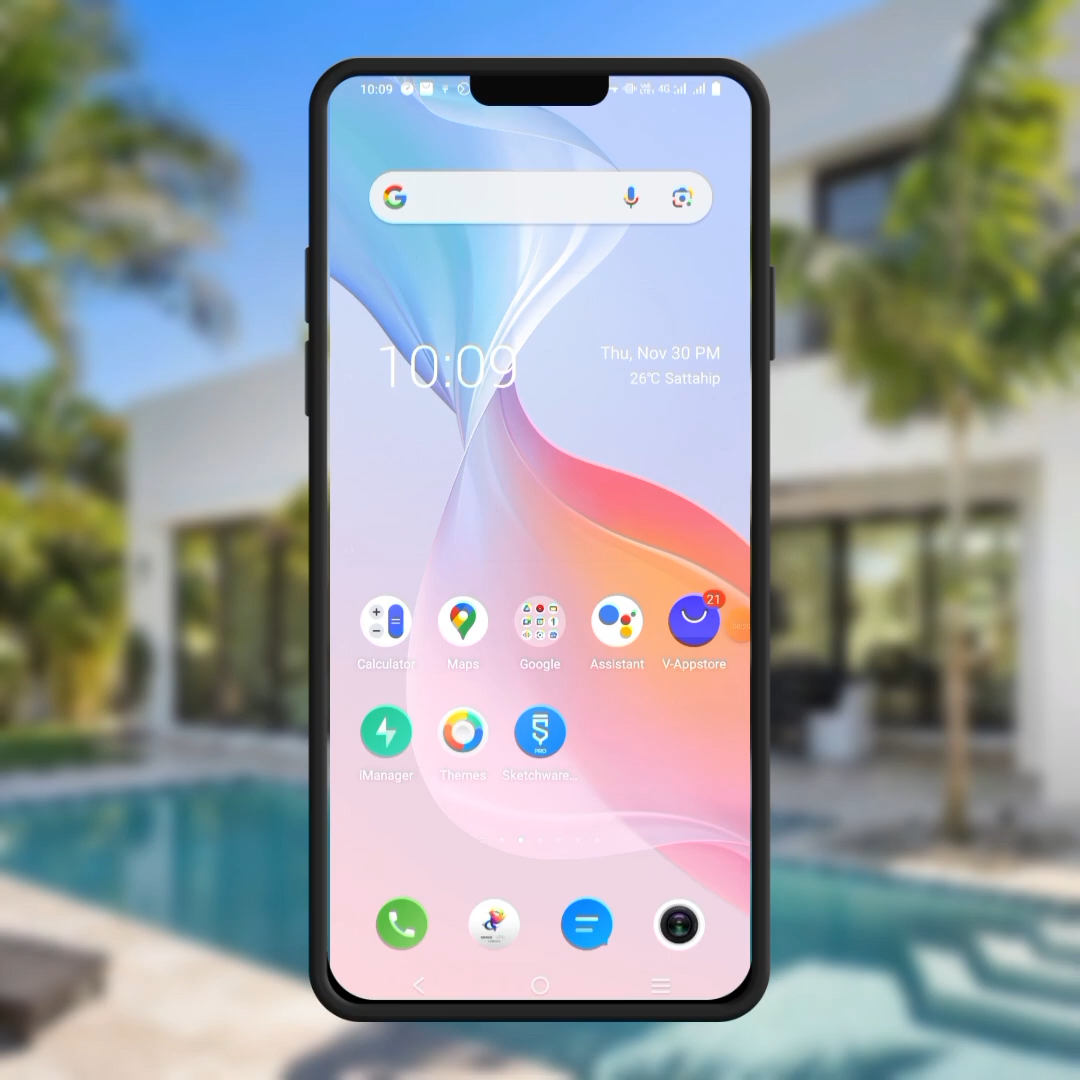 10:09
4G
10:09
Thu, Nov 30 PM
26℃ Sattahip
21
Calculator
Maps
Google
Assistant
V-Appstore
PRO
iManager
Themes
Sketchware...